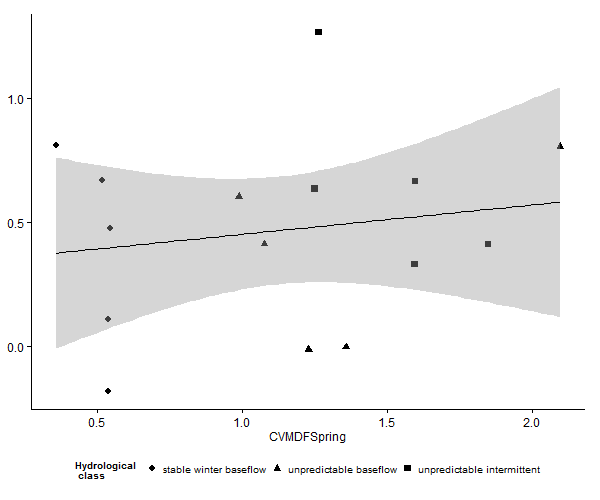 1.0
0.5
0.0
0.5 1.0 1.5 2.0
CVMDFSpring
Hydrological
class
stable winter baseflow unpredictable baseflow unpredictable intermittent